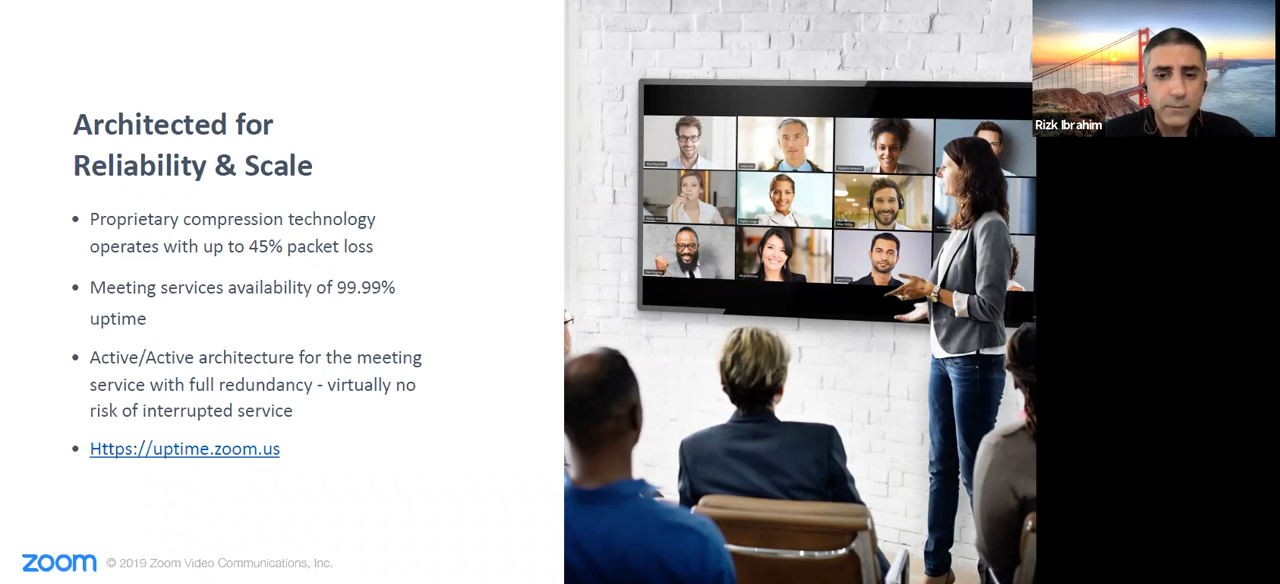 Architected for
Reliability & Scale
• Proprietary compression technology
operates with up to 45% packet loss
• Meeting services availability of 99.99%
uptime
• Active/Active architecture for the meeting
service with full redundancy - virtually no
risk of interrupted service
• Https://uptime.zoom.us
zoom © 2019 Zoom Video Communications, Inc.
Rizk Ibrahim